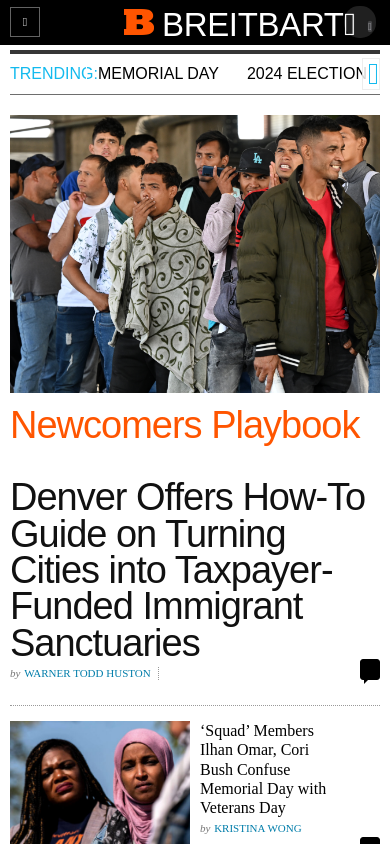 B BREITBART
TRENDING: MEMORIAL DAY 2024 ELECTION
Newcomers Playbook
Denver Offers How-To
Guide on Turning
Cities into Taxpayer-
Funded Immigrant
Sanctuaries
by WARNER TODD HUSTON
‘Squad’ Members
Ilhan Omar, Cori
Bush Confuse
Memorial Day with
Veterans Day
by KRISTINA WONG